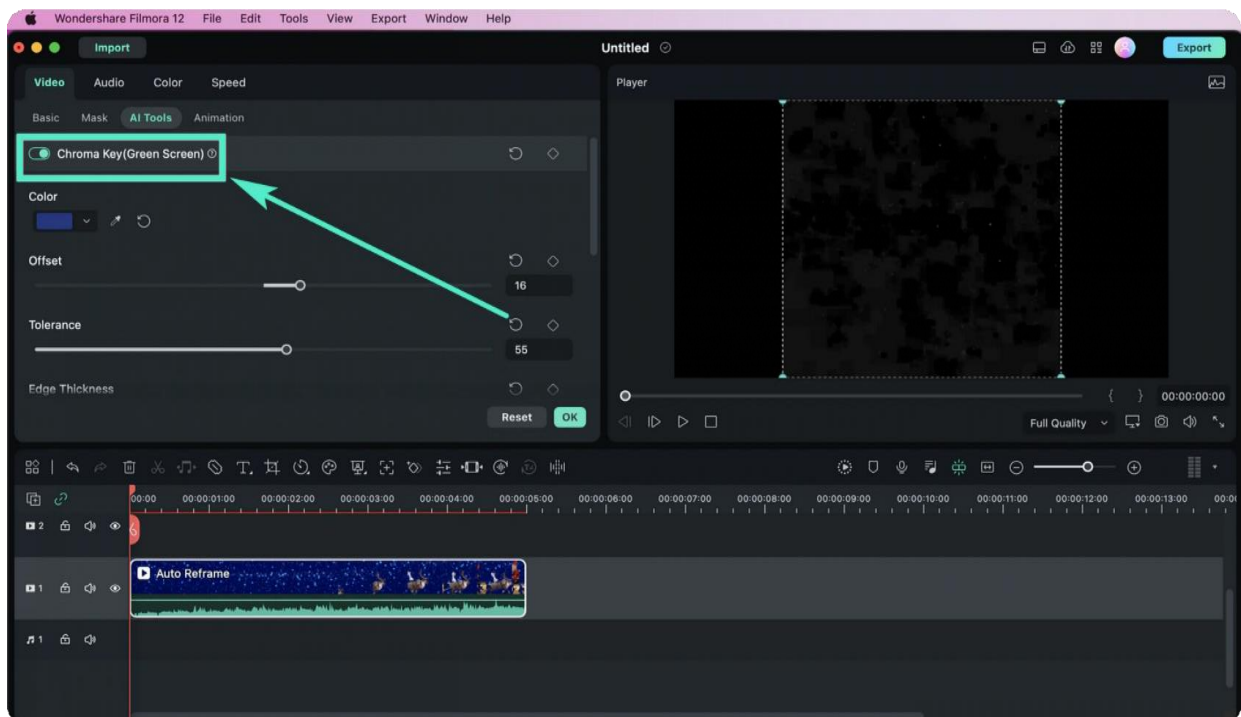 Wondershare Filmora 12 File Edit Tools View Export Window Help
Import
Untitled
Export
Video Audio Color Speed
Player
Basic Mask AI Tools Animation
Chroma Key(Green Screen)
Color
Offset
16
Tolerance
55
Edge Thickness
Reset OK
{ } 00:00:00:00
Full Quality
00:00 00:00:01:00 00:00:02:00 00:00:03:00 00:00:04:00 00:00:05:00 00:00:06:00 00:00:07:00 00:00:08:00 00:00:09:00 00:00:10:00 00:00:11:00 00:00:12:00 00:00:13:00 00:0
2
Auto Reframe
1
1